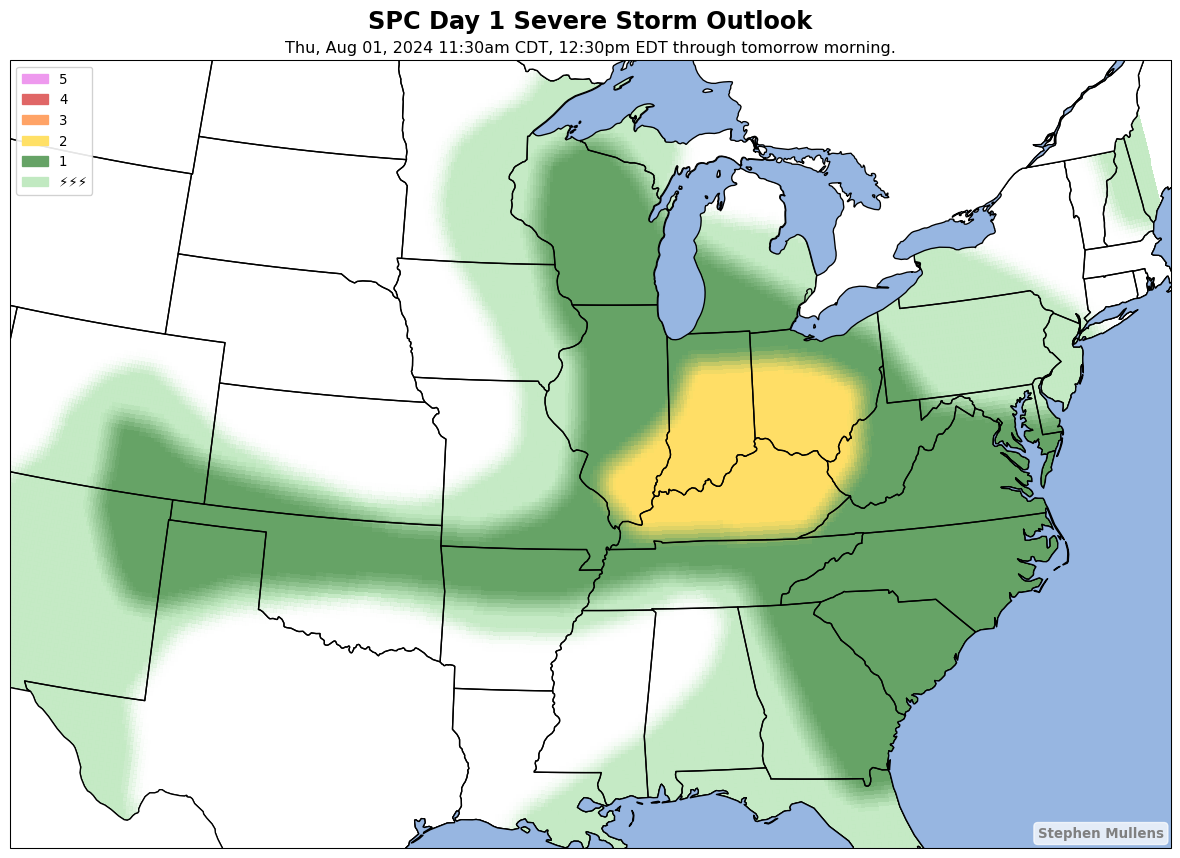 SPC Day 1 Severe Storm Outlook
Thu, Aug 01, 2024 11:30am CDT, 12:30pm EDT through tomorrow morning.
5
4
3
2
1
⚡⚡⚡
Stephen Mullens